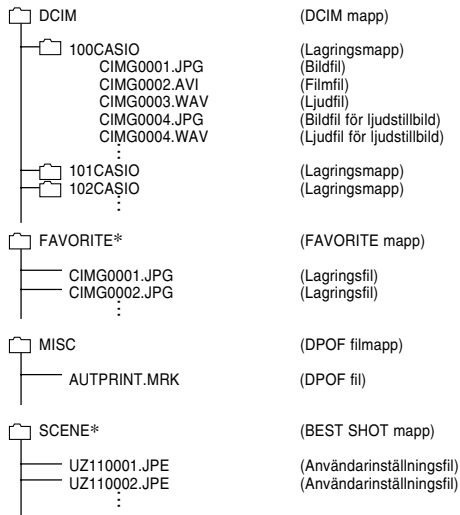 DCIM (DCIM mapp)
100CASIO (Lagringsmapp)
CIMG0001.JPG (Bildfil)
CIMG0002.AVI (Filmfil)
CIMG0003.WAV (Ljudfil)
CIMG0004.JPG (Bildfil för ljudstillbild)
CIMG0004.WAV (Ljudfil för ljudstillbild)
101CASIO (Lagringsmapp)
102CASIO (Lagringsmapp)
FAVORITE* (FAVORITE mapp)
CIMG0001.JPG (Lagringsfil)
CIMG0002.JPG (Lagringsfil)
MISC (DPOF filmapp)
AUTPRINT.MRK (DPOF fil)
SCENE* (BEST SHOT mapp)
UZ110001.JPE (Användarinställningsfil)
UZ110002.JPE (Användarinställningsfil)